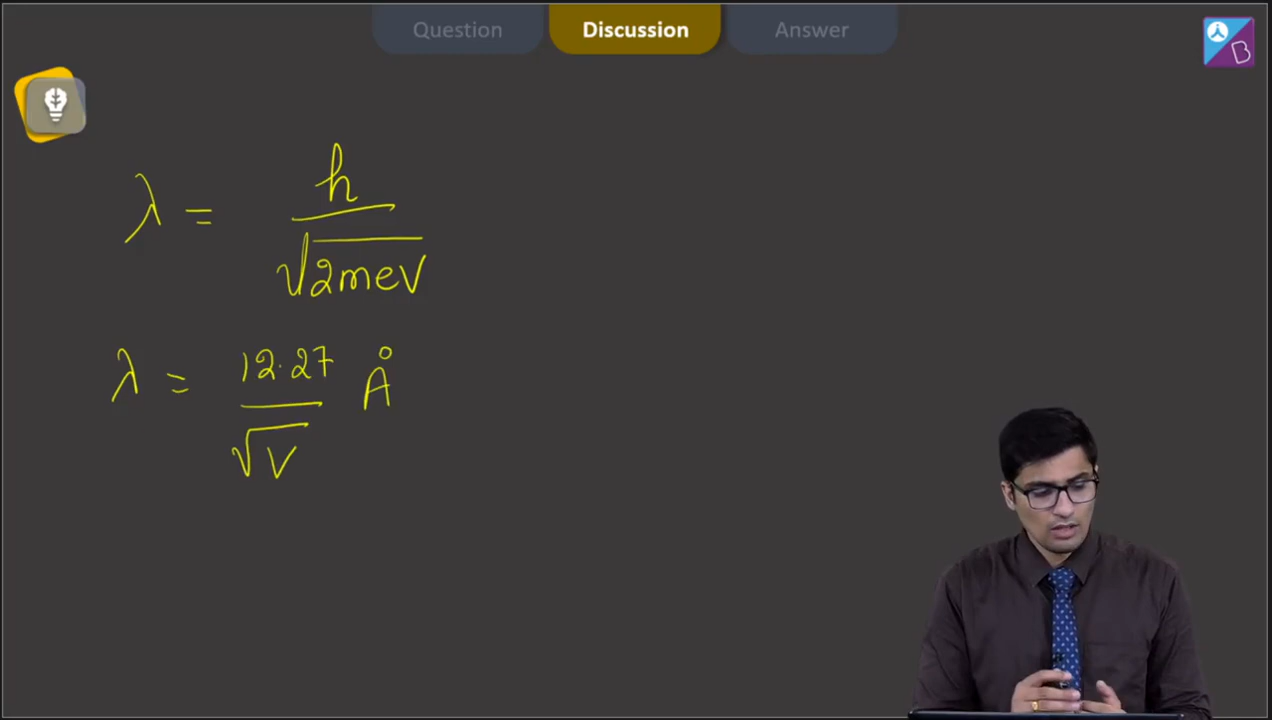 Question Discussion Answer
B
λ = h / √2meV
λ = 12.27 / √V Å